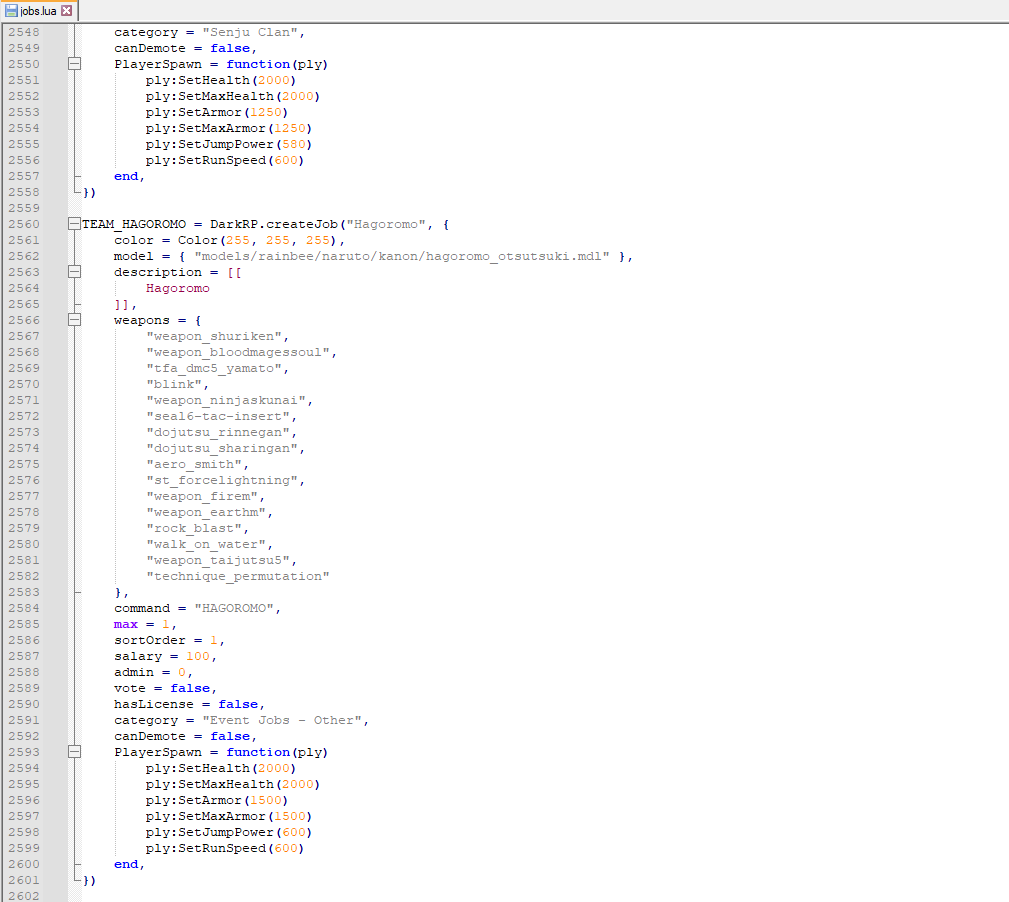 jobs.lua
2548 category = "Senju Clan",
2549 canDemote = false,
2550 PlayerSpawn = function(ply)
2551 ply:SetHealth(2000)
2552 ply:SetMaxHealth(2000)
2553 ply:SetArmor(1250)
2554 ply:SetMaxArmor(1250)
2555 ply:SetJumpPower(580)
2556 ply:SetRunSpeed(600)
2557 end,
2558 })
2559
2560 TEAM_HAGOROMO = DarkRP.createJob("Hagoromo", {
2561 color = Color(255, 255, 255),
2562 model = { "models/rainbee/naruto/kanon/hagoromo_otsutsuki.mdl" },
2563 description = [[
2564 Hagoromo
2565 ]],
2566 weapons = {
2567 "weapon_shuriken",
2568 "weapon_bloodmagessoul",
2569 "tfa_dmc5_yamato",
2570 "blink",
2571 "weapon_ninjaskunai",
2572 "seal6-tac-insert",
2573 "dojutsu_rinnegan",
2574 "dojutsu_sharingan",
2575 "aero_smith",
2576 "st_forcelightning",
2577 "weapon_firem",
2578 "weapon_earthm",
2579 "rock_blast",
2580 "walk_on_water",
2581 "weapon_taijutsu5",
2582 "technique_permutation"
2583 },
2584 command = "HAGOROMO",
2585 max = 1,
2586 sortOrder = 1,
2587 salary = 100,
2588 admin = 0,
2589 vote = false,
2590 hasLicense = false,
2591 category = "Event Jobs - Other",
2592 canDemote = false,
2593 PlayerSpawn = function(ply)
2594 ply:SetHealth(2000)
2595 ply:SetMaxHealth(2000)
2596 ply:SetArmor(1500)
2597 ply:SetMaxArmor(1500)
2598 ply:SetJumpPower(600)
2599 ply:SetRunSpeed(600)
2600 end,
2601 })
2602